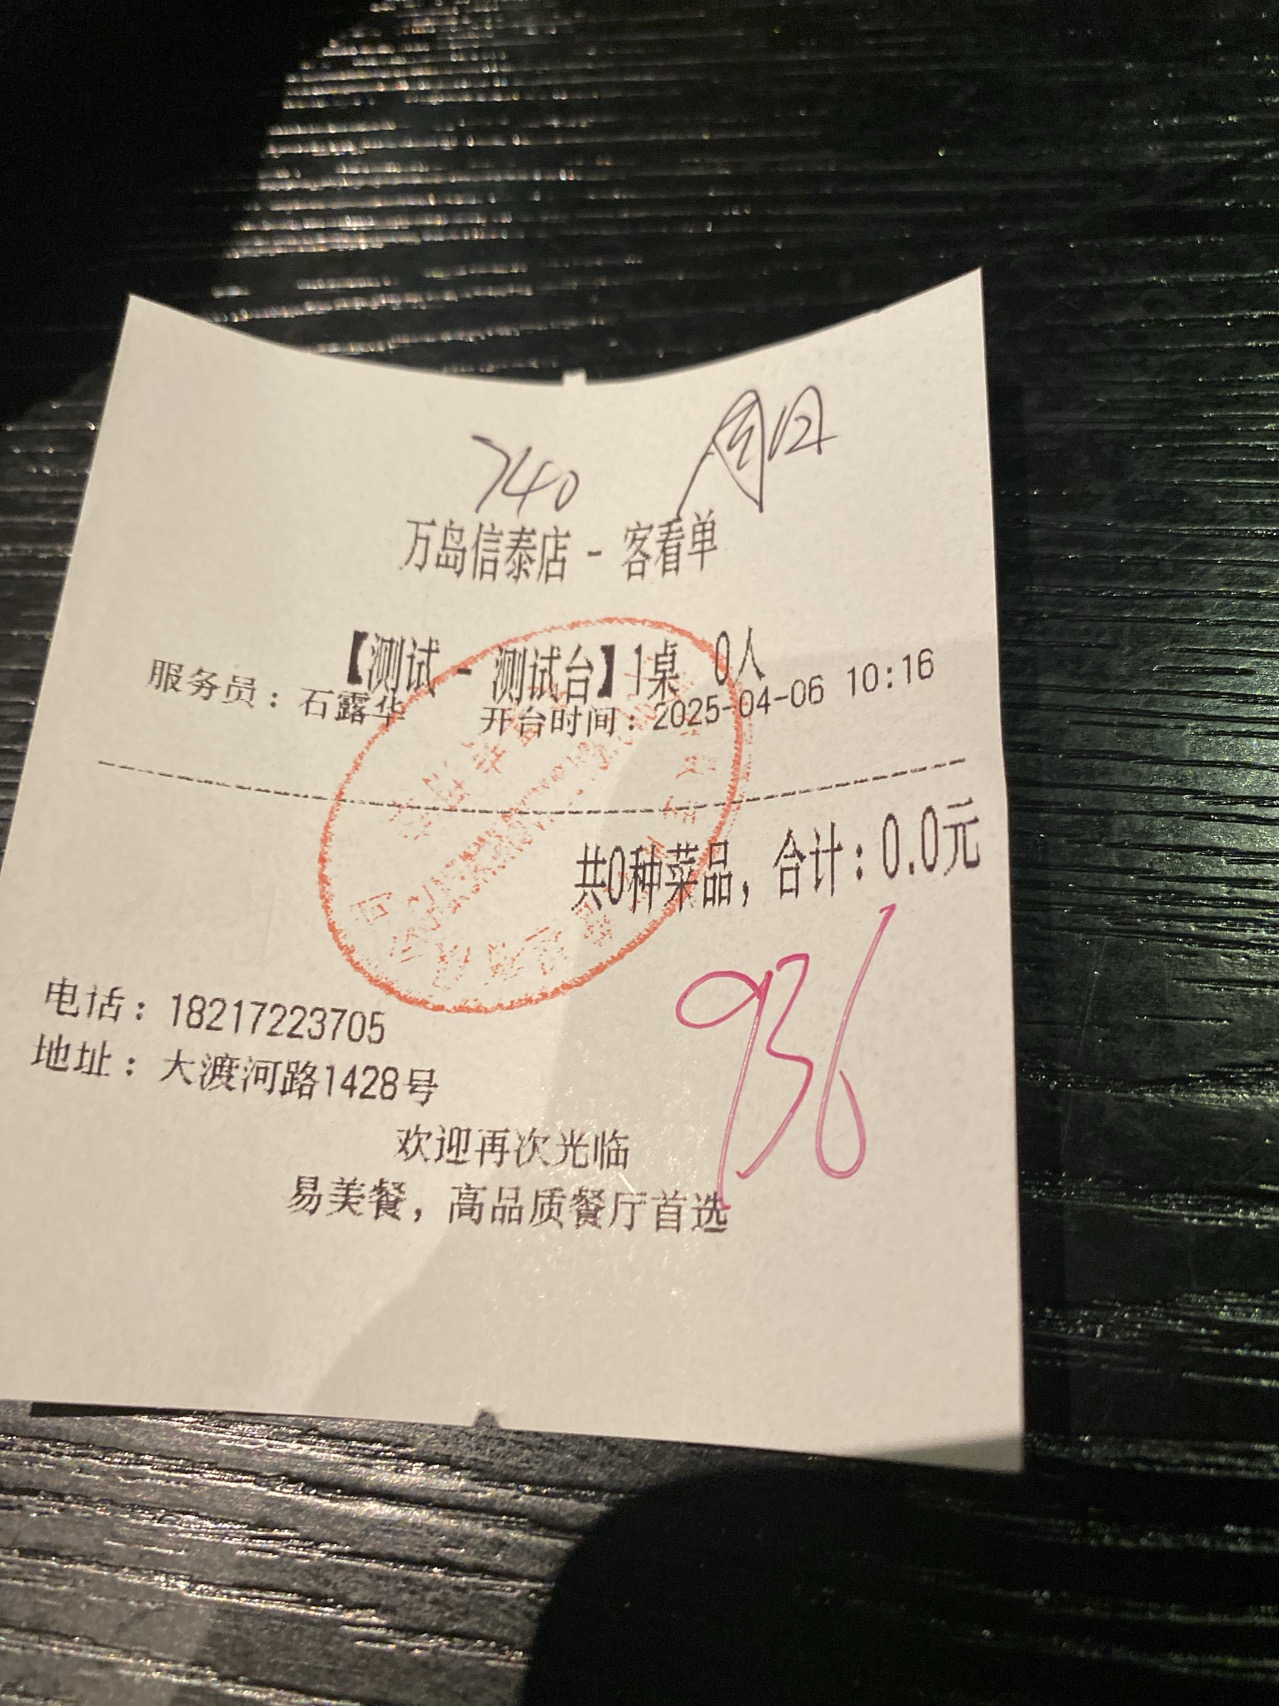 740 周日
万岛信泰店 - 客看单
【测试 - 测试台】1桌 0人
服务员：石露华 开台时间：2025-04-06 10:16
共0种菜品，合计：0.0元
936
电话：18217223705
地址：大渡河路1428号
欢迎再次光临
易美餐，高品质餐厅首选